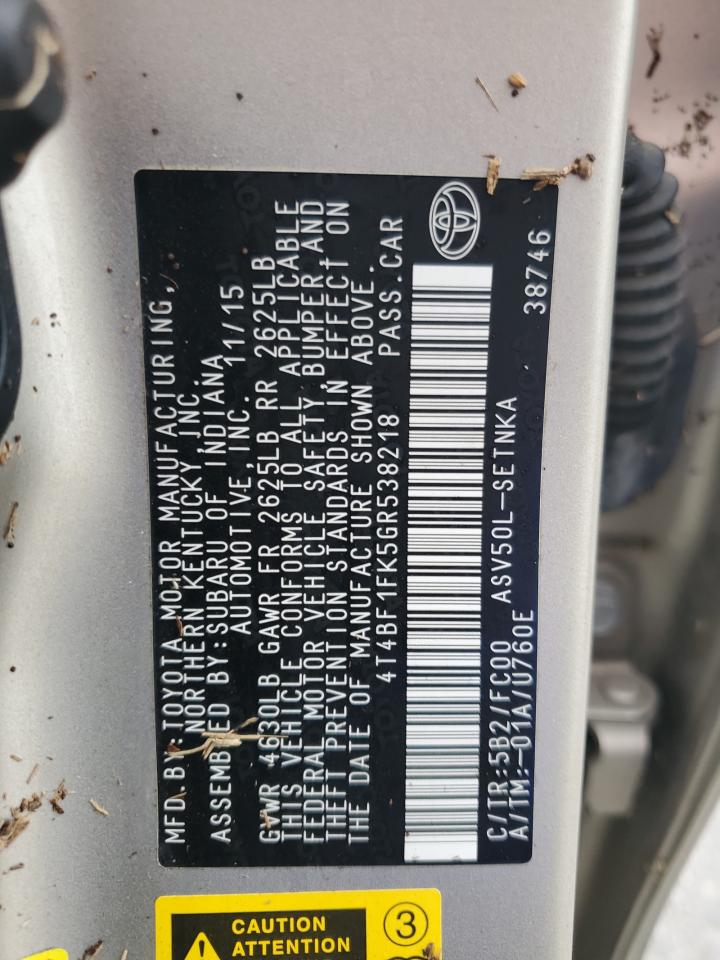 MFD.BY:TOYOTA MOTOR MANUFACTURING,
NORTHERN KENTUCKY,INC.
ASSEMBLED BY:SUBARU OF INDIANA
AUTOMOTIVE,INC. 11/15
GVWR 4630LB GAWR FR 2625LB RR 2625LB
THIS VEHICLE CONFORMS TO ALL APPLICABLE
FEDERAL MOTOR VEHICLE SAFETY,BUMPER AND
THEFT PREVENTION STANDARDS IN EFFECT ON
THE DATE OF MANUFACTURE SHOWN ABOVE.
4T4BF1FK5GR538218 PASS.CAR
C/TR:5B2/FC00 ASV50L-SETNKA
A/TM:-01A/U760E 38746
CAUTION
ATTENTION
3